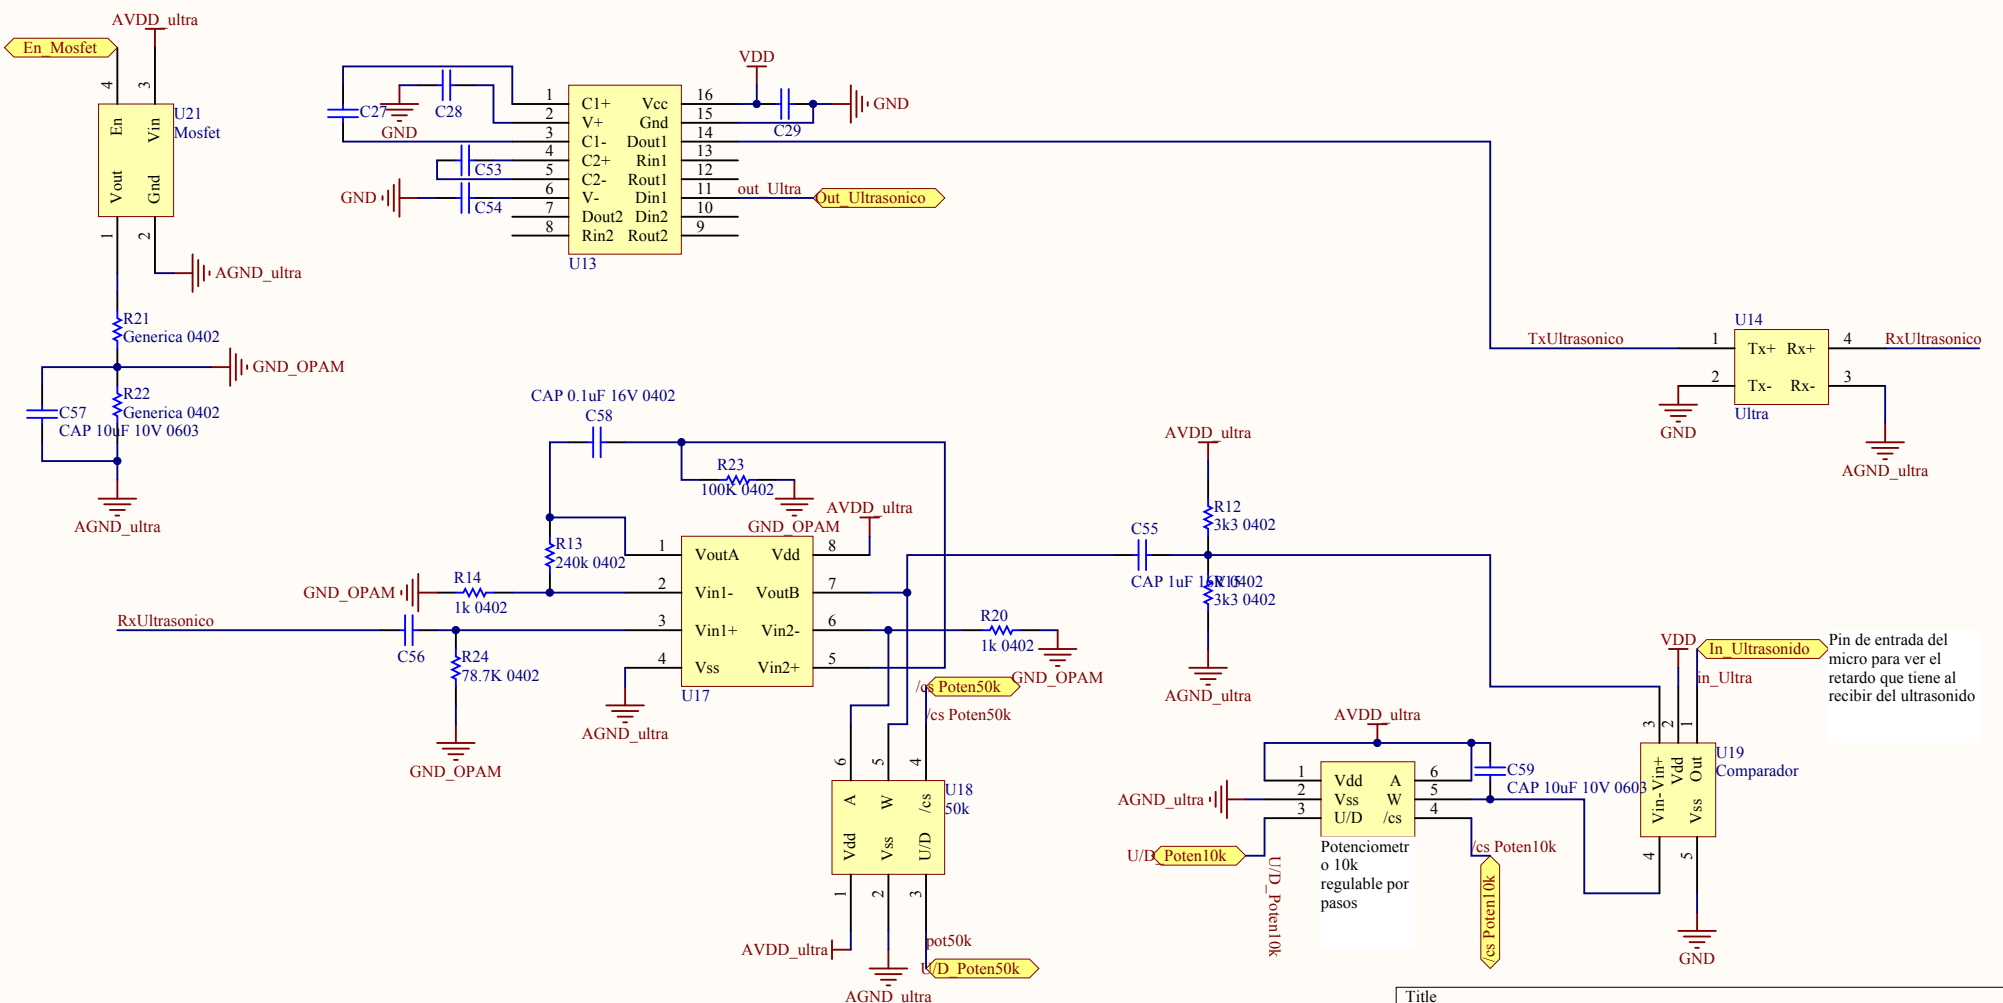 AVDD_ultra
En_Mosfet
4
3
En
Vin
Vout
Gnd
U21
Mosfet
1
2
AGND_ultra
R21
Generica 0402
GND_OPAM
R22
Generica 0402
C57
CAP 10uF 10V 0603
AGND_ultra
C27
GND
C28
1
2
3
4
5
6
7
8
C1+
V+
C1-
C2+
C2-
V-
Dout2
Rin2
Vcc
Gnd
Dout1
Rin1
Rout1
Din1
Din2
Rout2
16
15
14
13
12
11
10
9
U13
C53
GND
C54
VDD
C29
GND
out_Ultra
Out_Ultrasonico
TxUltrasonico
U14
1
Tx+
Rx+
4
RxUltrasonico
2
Tx-
Rx-
3
Ultra
GND
AGND_ultra
CAP 0.1uF 16V 0402
C58
R23
100K 0402
GND_OPAM
AVDD_ultra
R13
240k 0402
GND_OPAM
R14
1k 0402
RxUltrasonico
C56
R24
78.7K 0402
GND_OPAM
1
2
3
4
VoutA
Vin1-
Vin1+
Vss
Vdd
VoutB
Vin2-
Vin2+
8
7
6
5
U17
AGND_ultra
R20
1k 0402
GND_OPAM
/cs Poten50k
/cs Poten50k
6
5
4
A
W
/cs
Vdd
Vss
U/D
U18
50k
1
2
3
AVDD_ultra
AGND_ultra
pot50k
U/D_Poten50k
AVDD_ultra
R12
3k3 0402
C55
CAP 1uF 16V 0402
R15
3k3 0402
AGND_ultra
AVDD_ultra
1
2
3
Vdd
Vss
U/D
A
W
/cs
6
5
4
AGND_ultra
U/D_Poten10k
U/D_Poten10k
Potenciometr
o 10k
regulable por
pasos
C59
CAP 10uF 10V 0603
/cs Poten10k
/cs Poten10k
VDD
In_Ultrasonido
in_Ultra
Pin de entrada del
micro para ver el
retardo que tiene al
recibir del ultrasonido
3
2
1
Vin+
Vdd
Out
Vin-
Vss
U19
Comparador
4
5
GND
Title